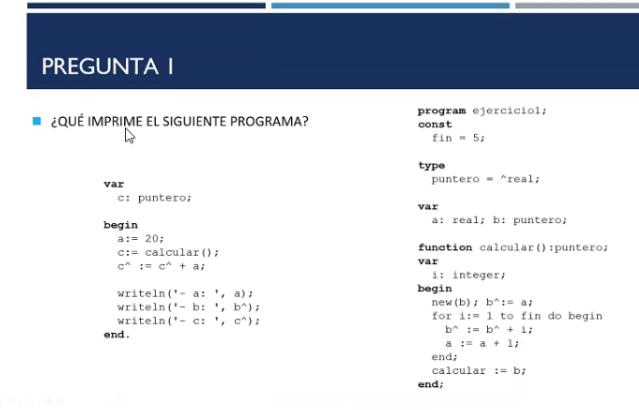 PREGUNTA 1
¿QUÉ IMPRIME EL SIGUIENTE PROGRAMA?
var
c: puntero;
begin
a:= 20;
c:= calcular();
c^ := c^ + a;
writeln('- a: ', a);
writeln('- b: ', b^);
writeln('- c: ', c^);
end.
program ejercicio1;
const
fin = 5;
type
puntero = ^real;
var
a: real; b: puntero;
function calcular():puntero;
var
i: integer;
begin
new(b); b^:= a;
for i:= 1 to fin do begin
b^ := b^ + i;
a := a + 1;
end;
calcular := b;
end;